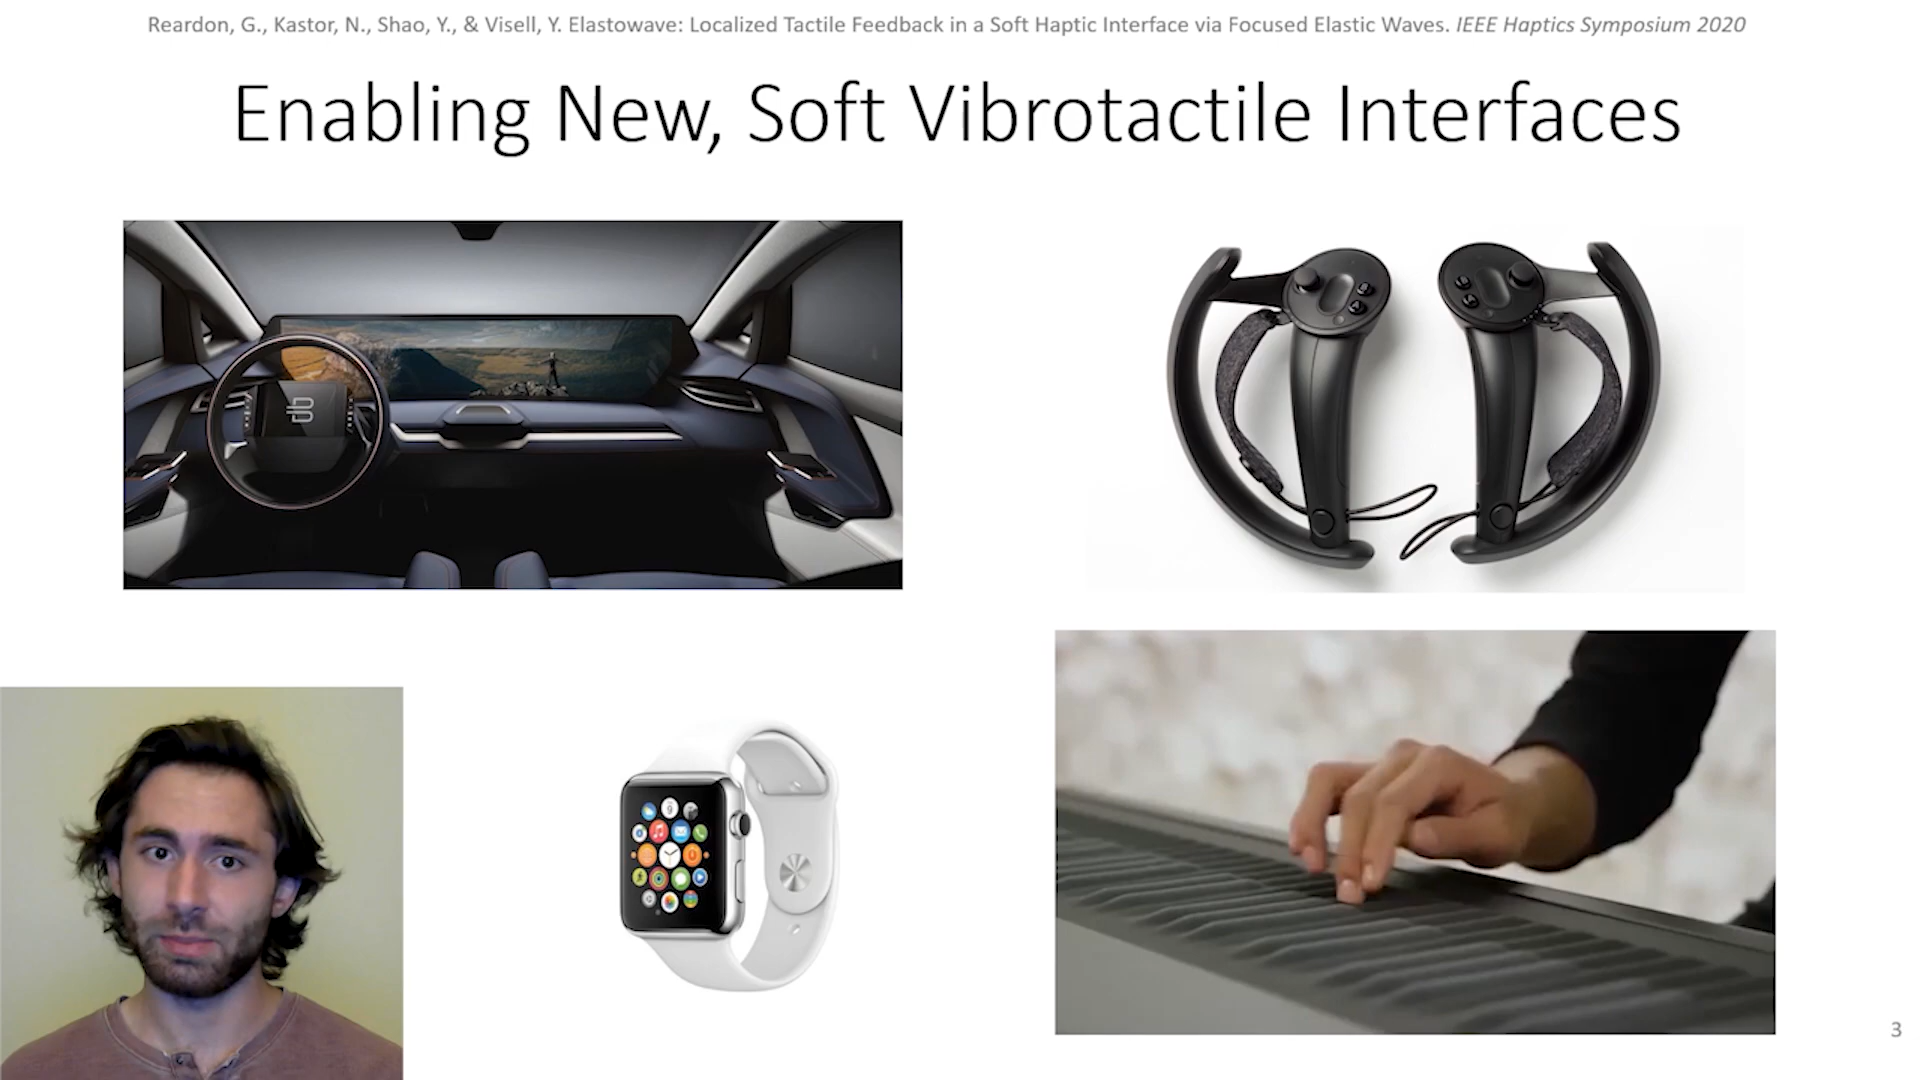 Reardon, G., Kastor, N., Shao, Y., & Visell, Y. Elastowave: Localized Tactile Feedback in a Soft Haptic Interface via Focused Elastic Waves. IEEE Haptics Symposium 2020
Enabling New, Soft Vibrotactile Interfaces
3